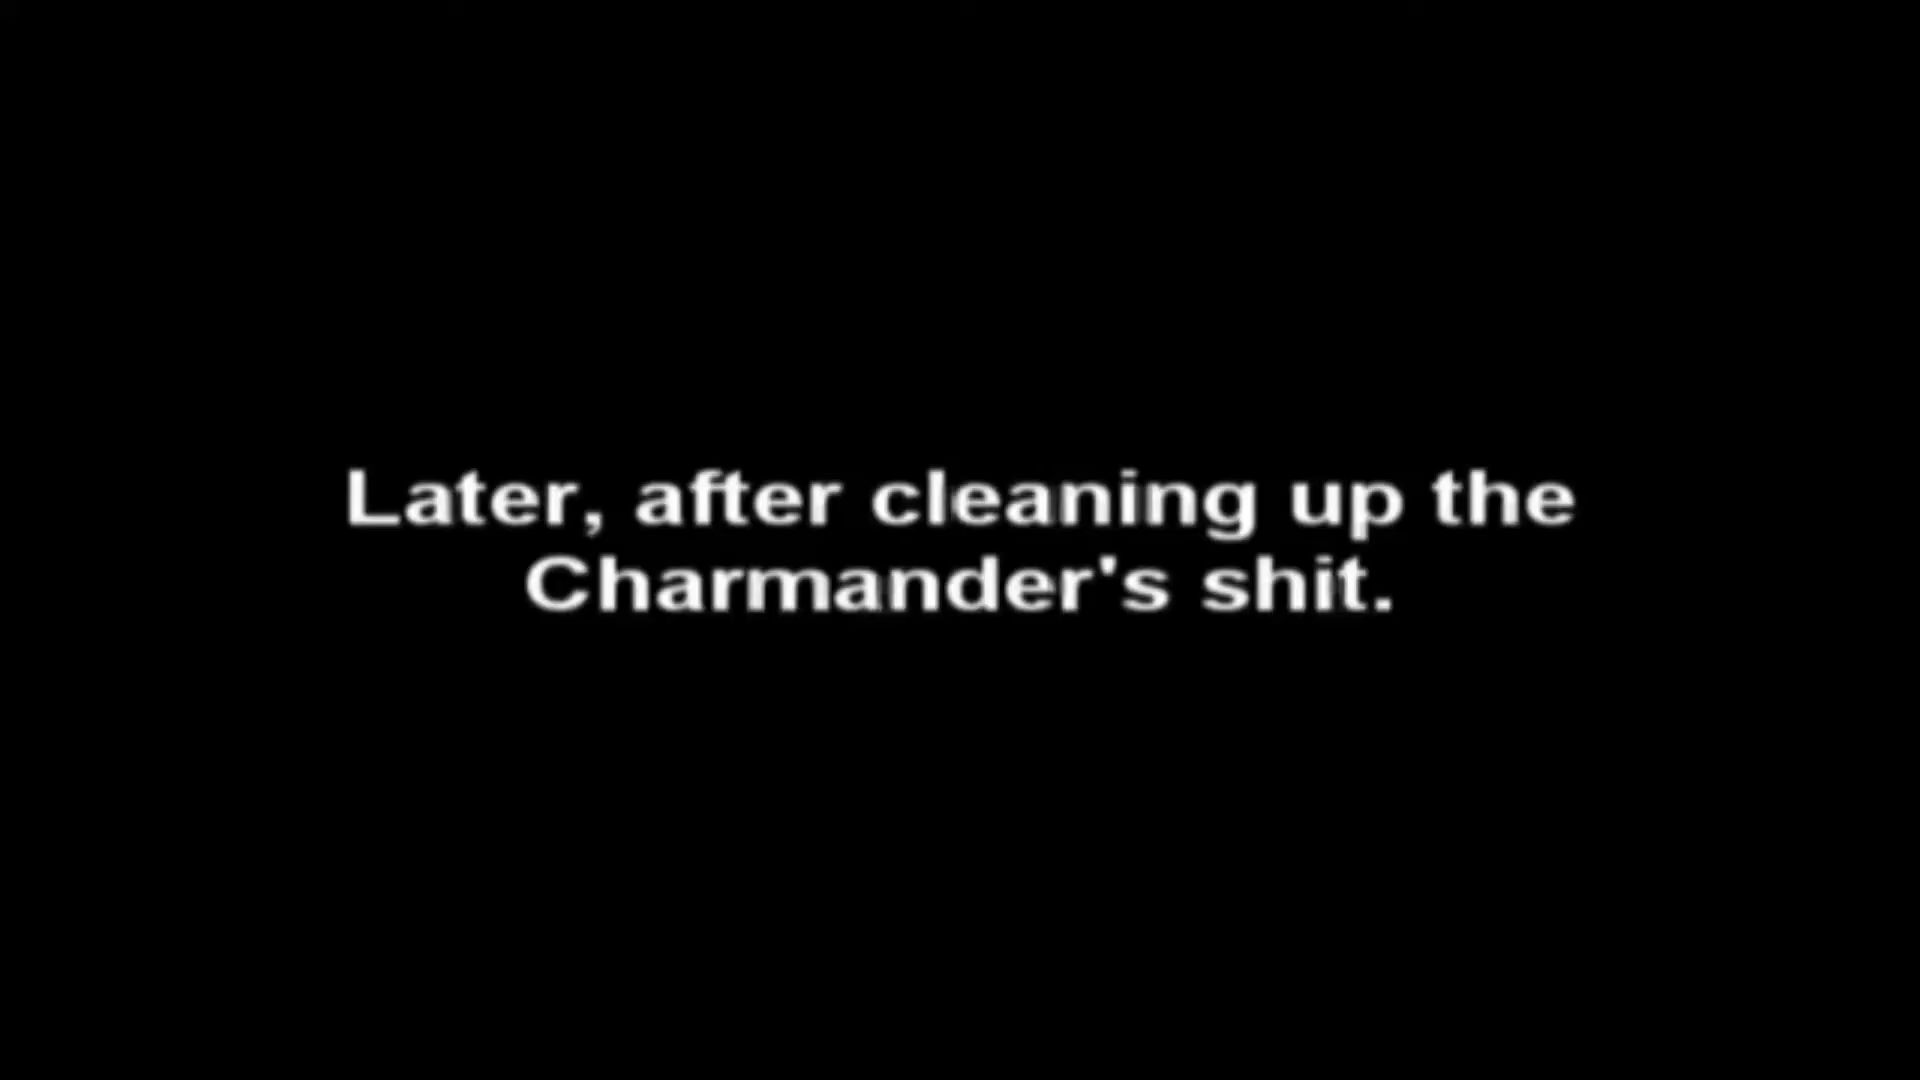 Later, after cleaning up the
Charmander's shit.